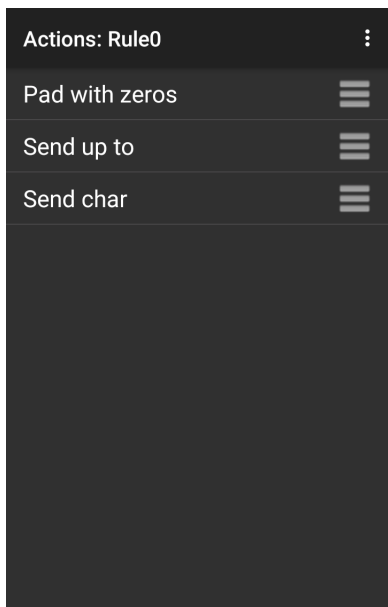 Actions: Rule0
Pad with zeros
Send up to
Send char